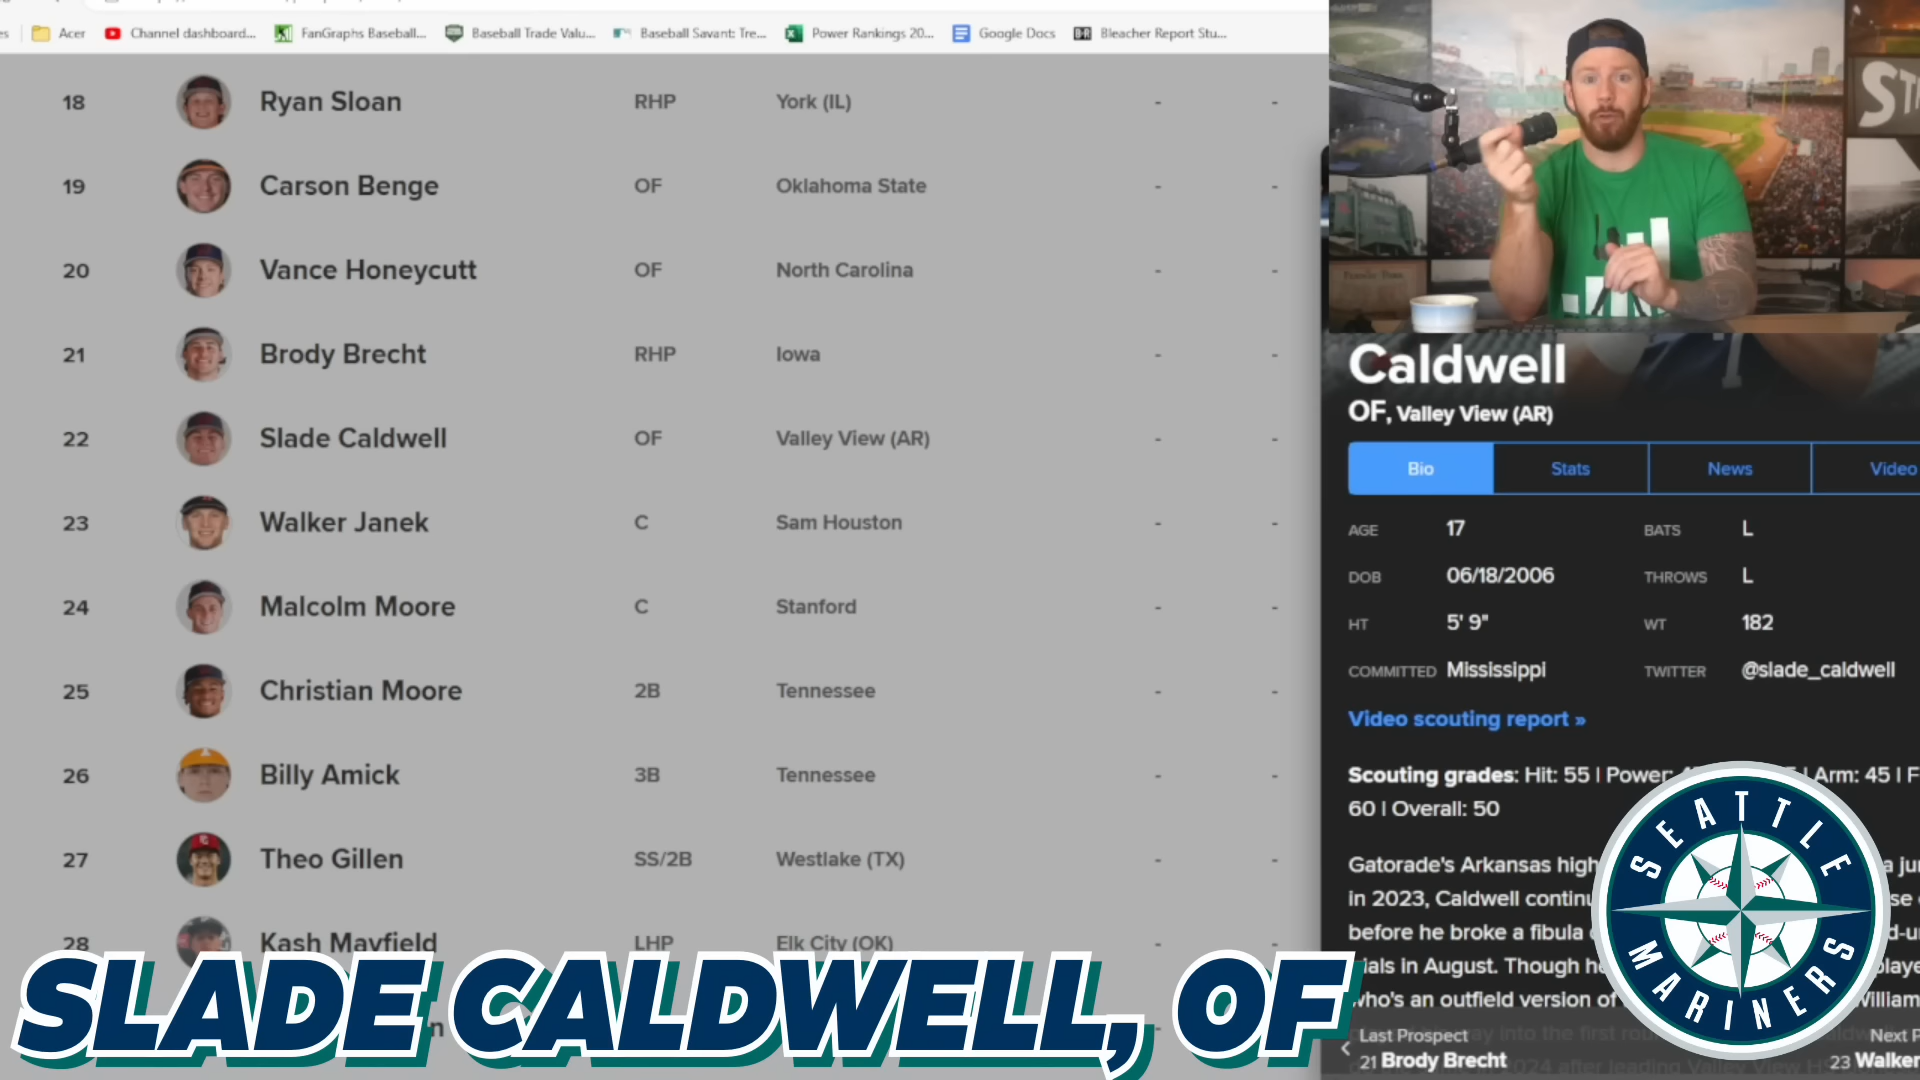 Acer Channel dashboard... FanGraphs Baseball... Baseball Trade Valu... Baseball Savant: Tre... Power Rankings 20... Google Docs Bleacher Report Stu...
18 Ryan Sloan RHP York (IL) - -
19 Carson Benge OF Oklahoma State - -
20 Vance Honeycutt OF North Carolina - -
21 Brody Brecht RHP Iowa - -
22 Slade Caldwell OF Valley View (AR) - -
23 Walker Janek C Sam Houston - -
24 Malcolm Moore C Stanford - -
25 Christian Moore 2B Tennessee - -
26 Billy Amick 3B Tennessee - -
27 Theo Gillen SS/2B Westlake (TX) - -
28 Kash Mayfield LHP Elk City (OK) - -
Caldwell
OF, Valley View (AR)
Bio Stats News Video
AGE 17 BATS L
DOB 06/18/2006 THROWS L
HT 5' 9" WT 182
COMMITTED Mississippi TWITTER @slade_caldwell
Video scouting report »
Scouting grades: Hit: 55 | Power: Arm: 45 | F
60 | Overall: 50
Gatorade's Arkansas high a ju
in 2023, Caldwell continu
before he broke a fibula
in August. Though
who's an outfield version of
Last Prospect Next P
21 Brody Brecht 23 Walker
SEATTLE
MARINERS
SLADE CALDWELL, OF